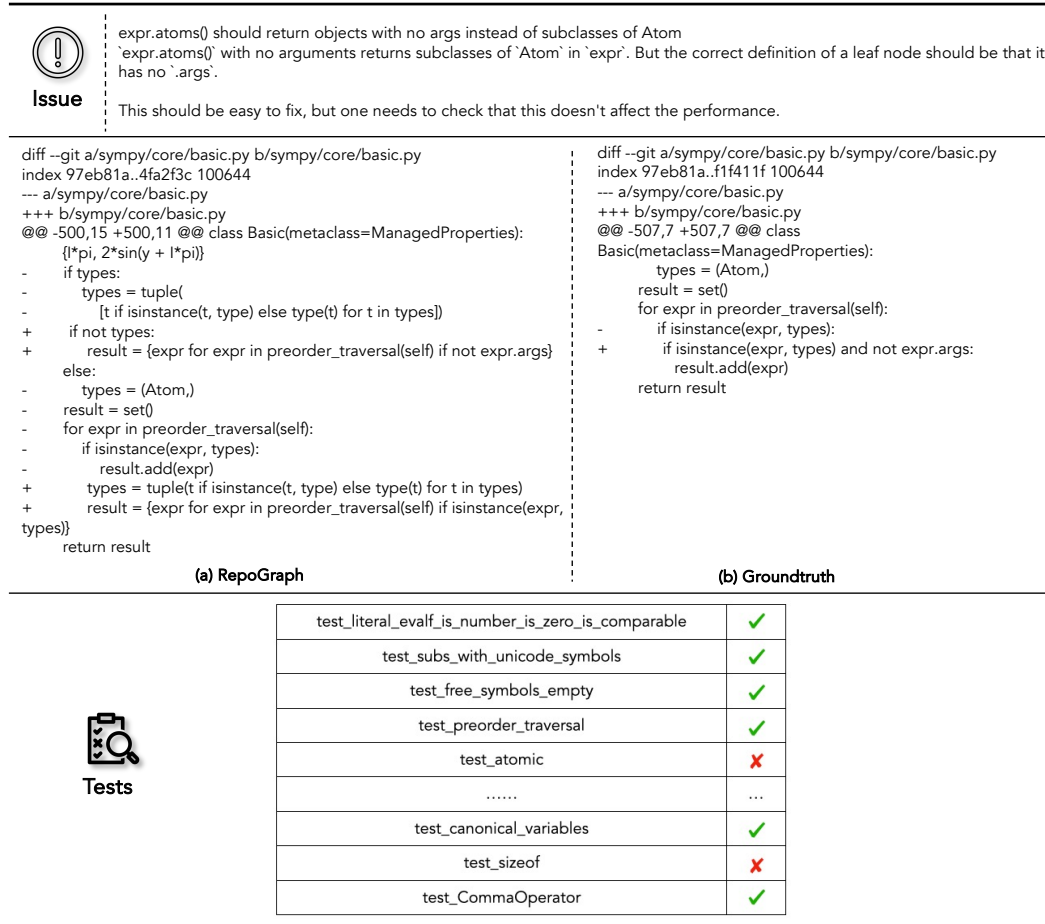 expr.atoms() should return objects with no args instead of subclasses of Atom
`expr.atoms()` with no arguments returns subclasses of `Atom` in `expr`. But the correct definition of a leaf node should be that it
has no `.args`.
This should be easy to fix, but one needs to check that this doesn't affect the performance.
Issue
diff --git a/sympy/core/basic.py b/sympy/core/basic.py
index 97eb81a..4fa2f3c 100644
--- a/sympy/core/basic.py
+++ b/sympy/core/basic.py
@@ -500,15 +500,11 @@ class Basic(metaclass=ManagedProperties):
{I*pi, 2*sin(y + I*pi)}
- if types:
- types = tuple(
- [t if isinstance(t, type) else type(t) for t in types])
+ if not types:
+ result = {expr for expr in preorder_traversal(self) if not expr.args}
else:
- types = (Atom,)
- result = set()
- for expr in preorder_traversal(self):
- if isinstance(expr, types):
- result.add(expr)
+ types = tuple(t if isinstance(t, type) else type(t) for t in types)
+ result = {expr for expr in preorder_traversal(self) if isinstance(expr,
types)}
return result
(a) RepoGraph
diff --git a/sympy/core/basic.py b/sympy/core/basic.py
index 97eb81a..f1f411f 100644
--- a/sympy/core/basic.py
+++ b/sympy/core/basic.py
@@ -507,7 +507,7 @@ class
Basic(metaclass=ManagedProperties):
types = (Atom,)
result = set()
for expr in preorder_traversal(self):
- if isinstance(expr, types):
+ if isinstance(expr, types) and not expr.args:
result.add(expr)
return result
(b) Groundtruth
Tests
test_literal_evalf_is_number_is_zero_is_comparable ✓
test_subs_with_unicode_symbols ✓
test_free_symbols_empty ✓
test_preorder_traversal ✓
test_atomic ✘
...... ...
test_canonical_variables ✓
test_sizeof ✘
test_CommaOperator ✓